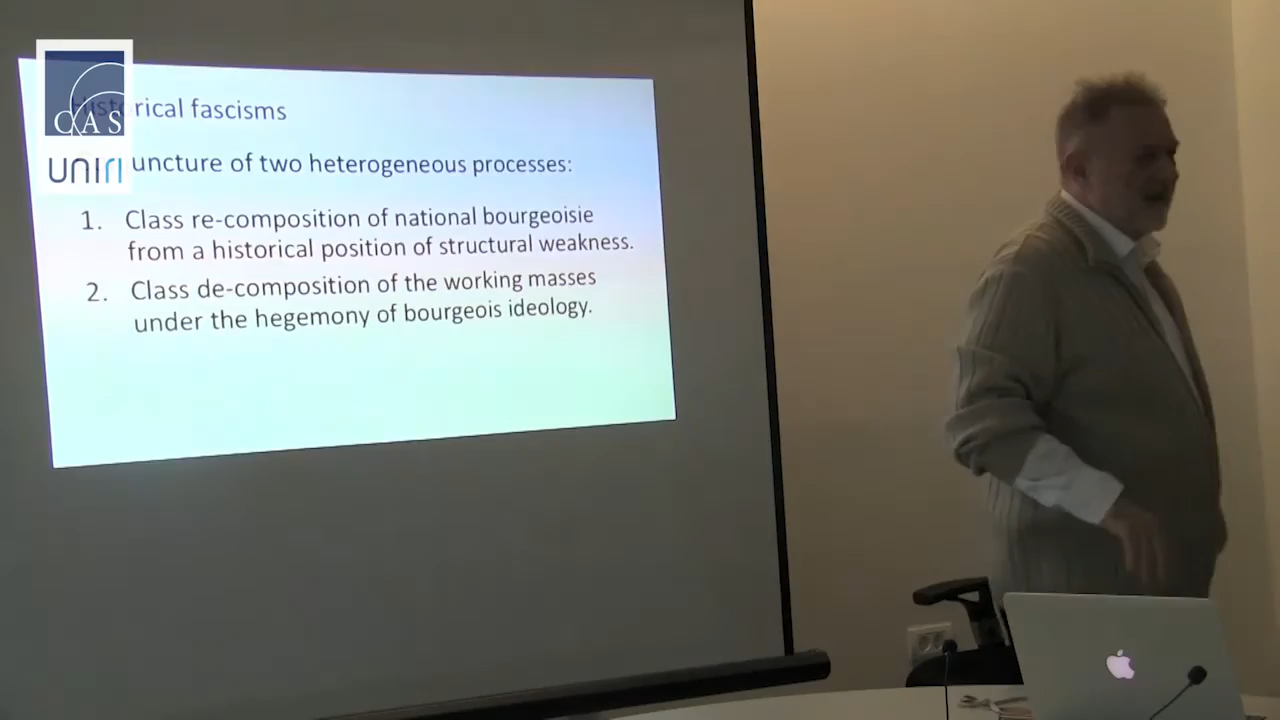 Historical fascisms
CAS
uncture of two heterogeneous processes:
UNIRI
1. Class re-composition of national bourgeoisie
from a historical position of structural weakness.
2. Class de-composition of the working masses
under the hegemony of bourgeois ideology.